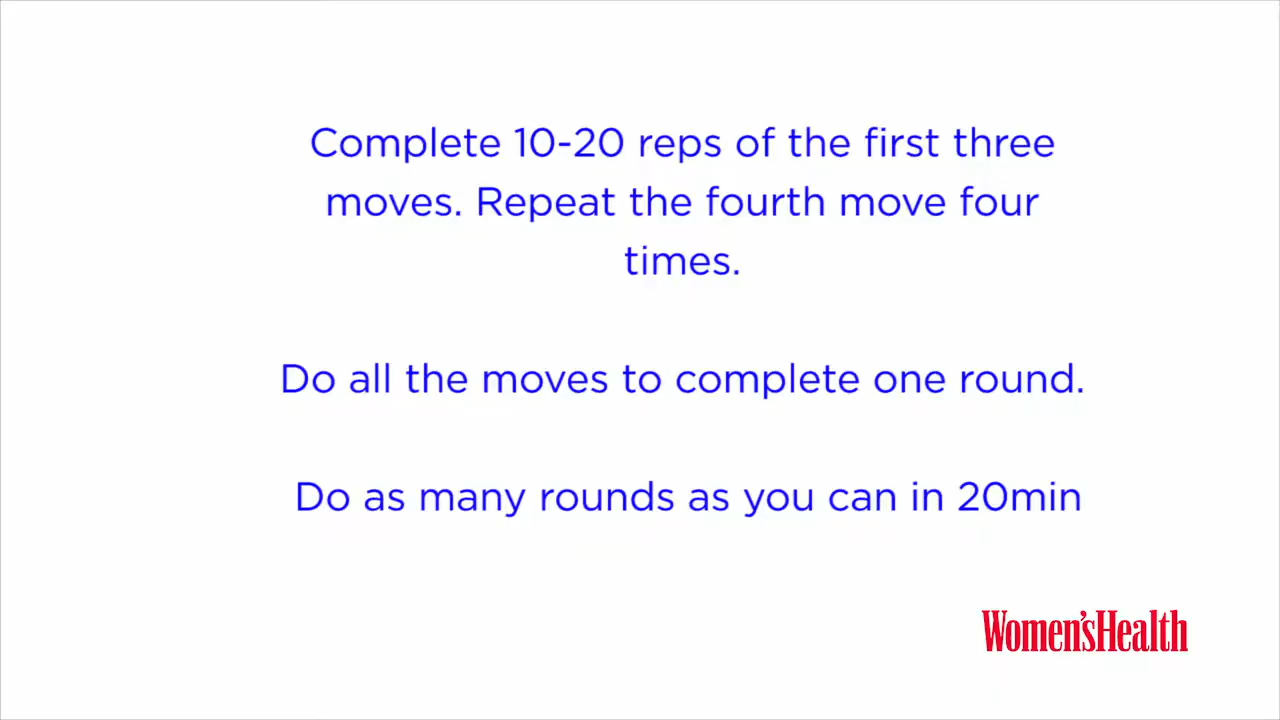 Complete 10-20 reps of the first three
moves. Repeat the fourth move four
times.
Do all the moves to complete one round.
Do as many rounds as you can in 20min
Women'sHealth